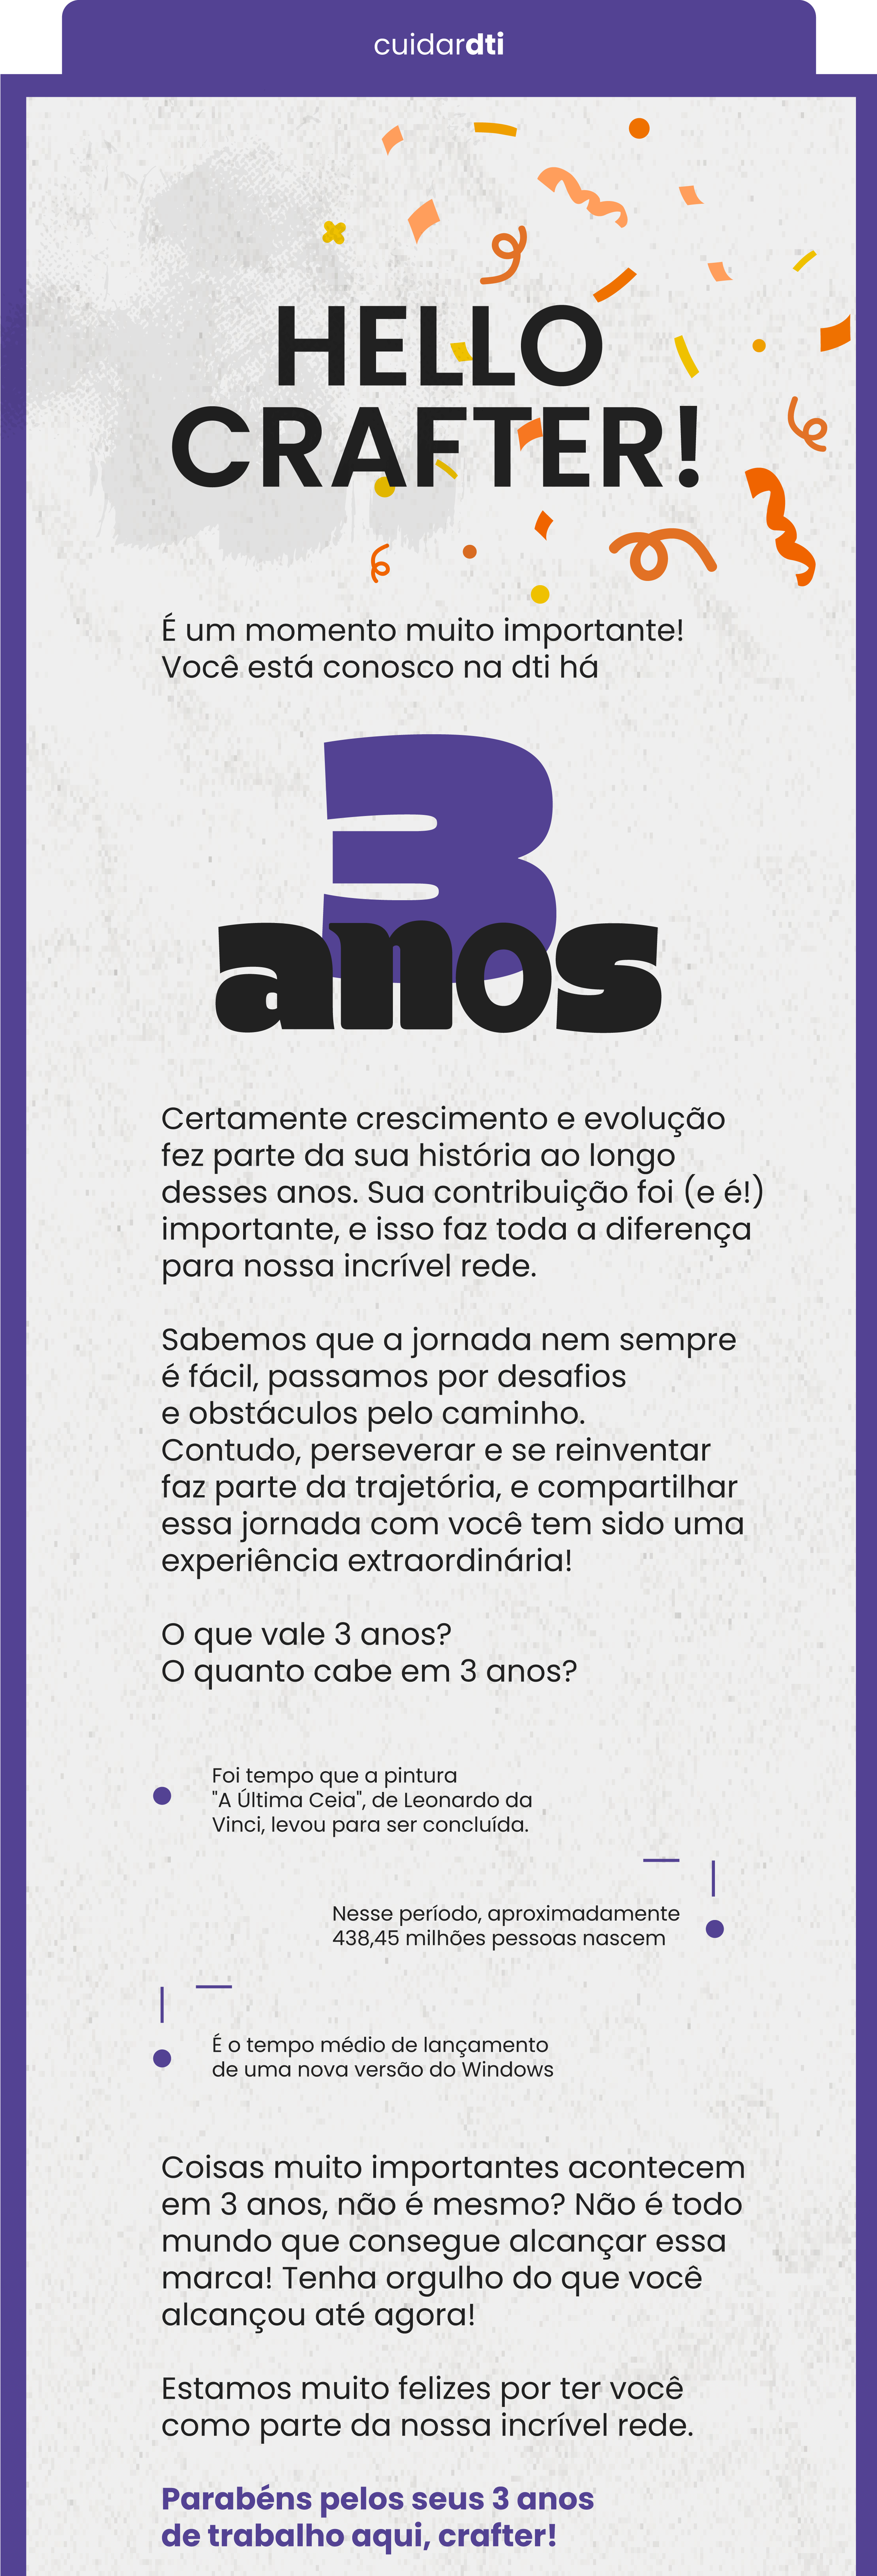 cuidardti
HELLO
CRAFTER!
É um momento muito importante!
Você está conosco na dti há
3
anos
Certamente crescimento e evolução
fez parte da sua história ao longo
desses anos. Sua contribuição foi (e é!)
importante, e isso faz toda a diferença
para nossa incrível rede.
Sabemos que a jornada nem sempre
é fácil, passamos por desafios
e obstáculos pelo caminho.
Contudo, perseverar e se reinventar
faz parte da trajetória, e compartilhar
essa jornada com você tem sido uma
experiência extraordinária!
O que vale 3 anos?
O quanto cabe em 3 anos?
Foi tempo que a pintura
"A Última Ceia", de Leonardo da
Vinci, levou para ser concluída.
Nesse período, aproximadamente
438,45 milhões pessoas nascem
É o tempo médio de lançamento
de uma nova versão do Windows
Coisas muito importantes acontecem
em 3 anos, não é mesmo? Não é todo
mundo que consegue alcançar essa
marca! Tenha orgulho do que você
alcançou até agora!
Estamos muito felizes por ter você
como parte da nossa incrível rede.
Parabéns pelos seus 3 anos
de trabalho aqui, crafter!